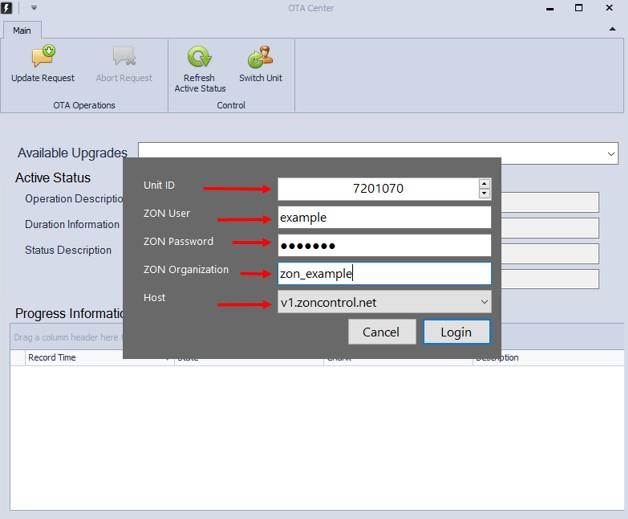 OTA Center
Main
Update Request
Abort Request
Refresh
Active Status
Switch Unit
OTA Operations
Control
Available Upgrades
Active Status
Operation Descriptio
Duration Information
Status Description
Unit ID
7201070
ZON User
example
ZON Password
●●●●●●●
ZON Organization
zon_example
Host
v1.zoncontrol.net
Cancel
Login
Progress Informatio
Drag a column header here
Record Time
State
Chunk
Description